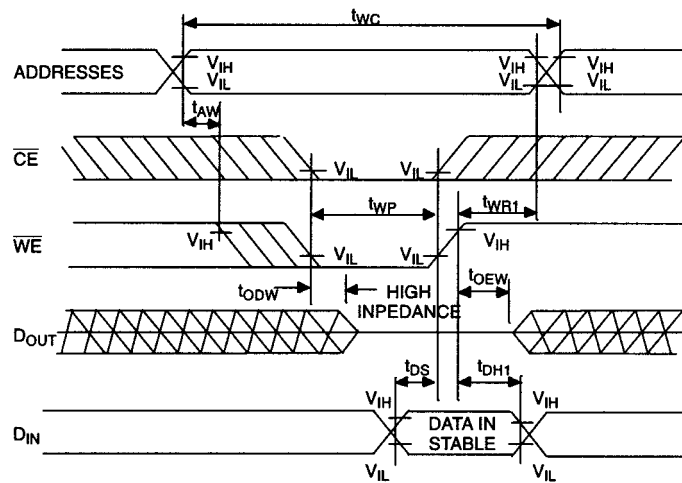 tWC
ADDRESSES
VIH
VIL
VIH
VIL
VIH
VIL
tAW
CE
VIL
VIL
tWP
tWR1
WE
VIH
VIL
VIL
VIH
tODW
HIGH
INPEDANCE
tOEW
DOUT
tDS
tDH1
VIH
VIH
DIN
DATA IN
STABLE
VIL
VIL